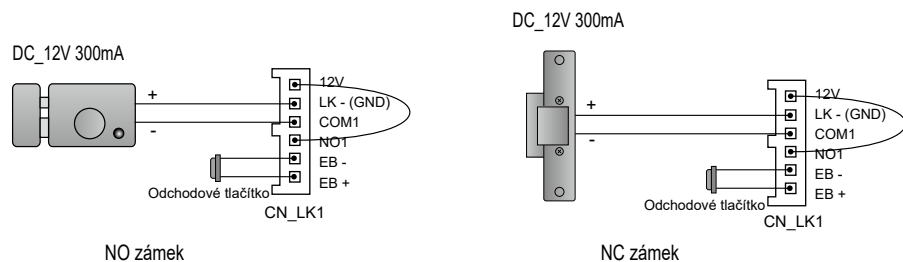 DC_12V 300mA
+
-
12V
LK - (GND)
COM1
NO1
EB -
EB +
Odchodové tlačítko
CN_LK1
NO zámek
DC_12V 300mA
+
-
12V
LK - (GND)
COM1
NO1
EB -
EB +
Odchodové tlačítko
CN_LK1
NC zámek